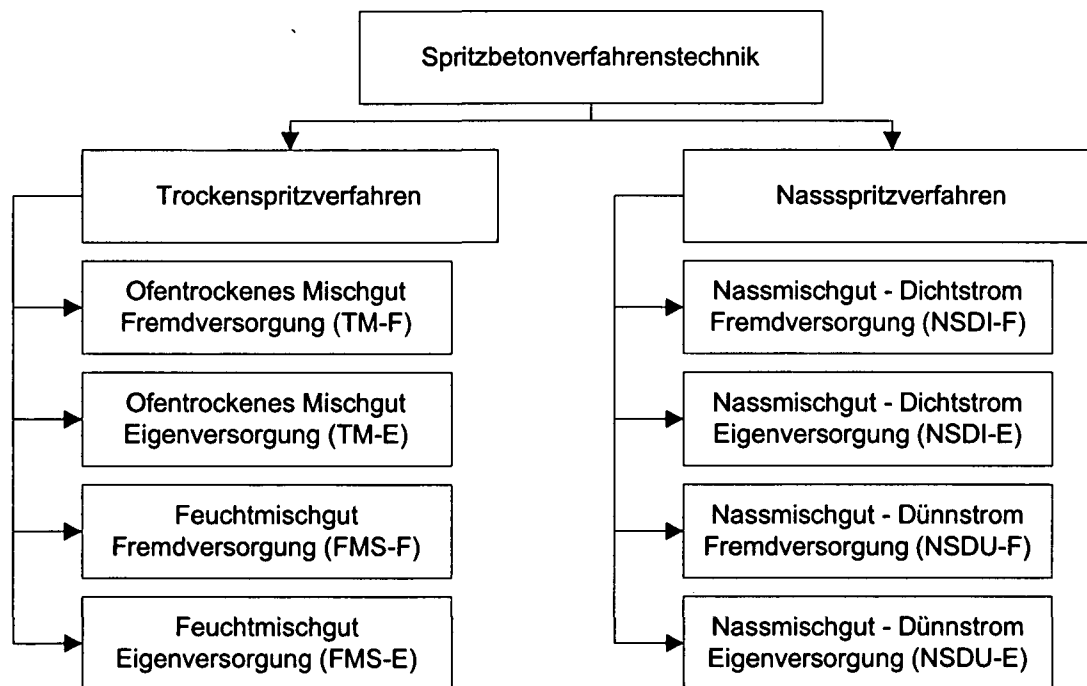 Spritzbetonverfahrenstechnik
Trockenspritzverfahren
Ofentrockenes Mischgut
Fremdversorgung (TM-F)
Ofentrockenes Mischgut
Eigenversorgung (TM-E)
Feuchtmischgut
Fremdversorgung (FMS-F)
Feuchtmischgut
Eigenversorgung (FMS-E)
Nassspritzverfahren
Nassmischgut - Dichtstrom
Fremdversorgung (NSDI-F)
Nassmischgut - Dichtstrom
Eigenversorgung (NSDI-E)
Nassmischgut - Dünnstrom
Fremdversorgung (NSDU-F)
Nassmischgut - Dünnstrom
Eigenversorgung (NSDU-E)